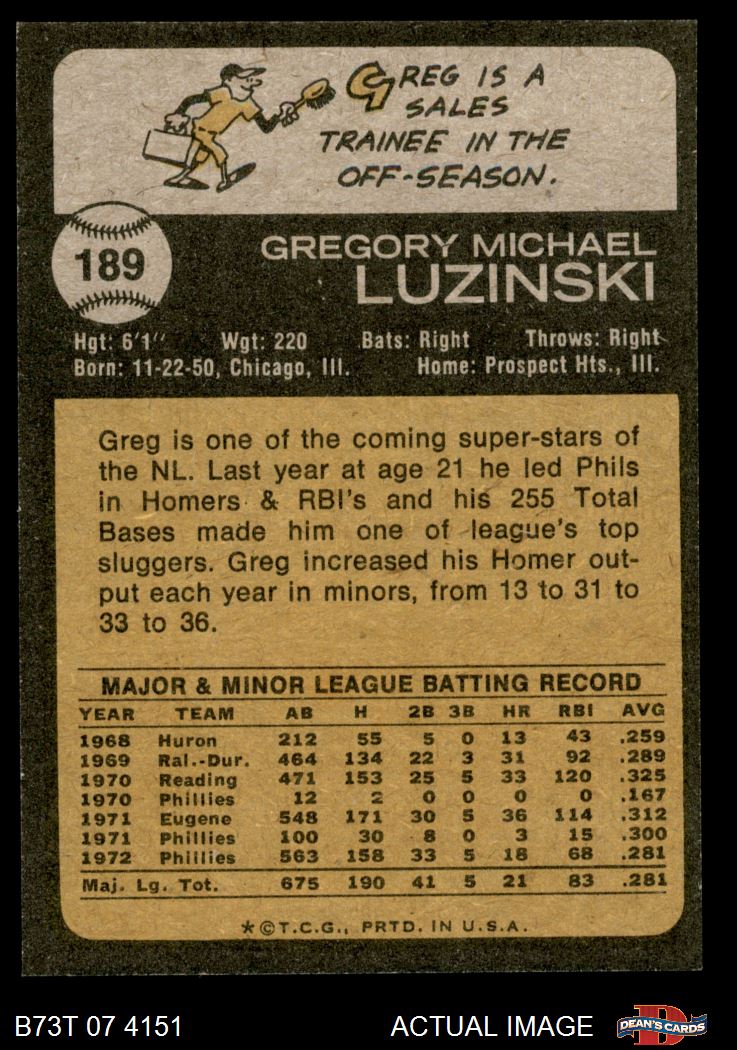 GREG IS A
SALES
TRAINEE IN THE
OFF-SEASON.
189
GREGORY MICHAEL
LUZINSKI
Hgt: 6'1" Wgt: 220 Bats: Right Throws: Right
Born: 11-22-50, Chicago, Ill. Home: Prospect Hts., Ill.
Greg is one of the coming super-stars of
the NL. Last year at age 21 he led Phils
in Homers & RBI's and his 255 Total
Bases made him one of league's top
sluggers. Greg increased his Homer out-
put each year in minors, from 13 to 31 to
33 to 36.
MAJOR & MINOR LEAGUE BATTING RECORD
YEAR TEAM AB H 2B 3B HR RBI AVG
1968 Huron 212 55 5 0 13 43 .259
1969 Ral.-Dur. 464 134 22 3 31 92 .289
1970 Reading 471 153 25 5 33 120 .325
1970 Phillies 12 2 0 0 0 0 .167
1971 Eugene 548 171 30 5 36 114 .312
1971 Phillies 100 30 8 0 3 15 .300
1972 Phillies 563 158 33 5 18 68 .281
Maj. Lg. Tot. 675 190 41 5 21 83 .281
*©T.C.G., PRTD. IN U.S.A.
B73T 07 4151 ACTUAL IMAGE
D
DEAN'S CARDS